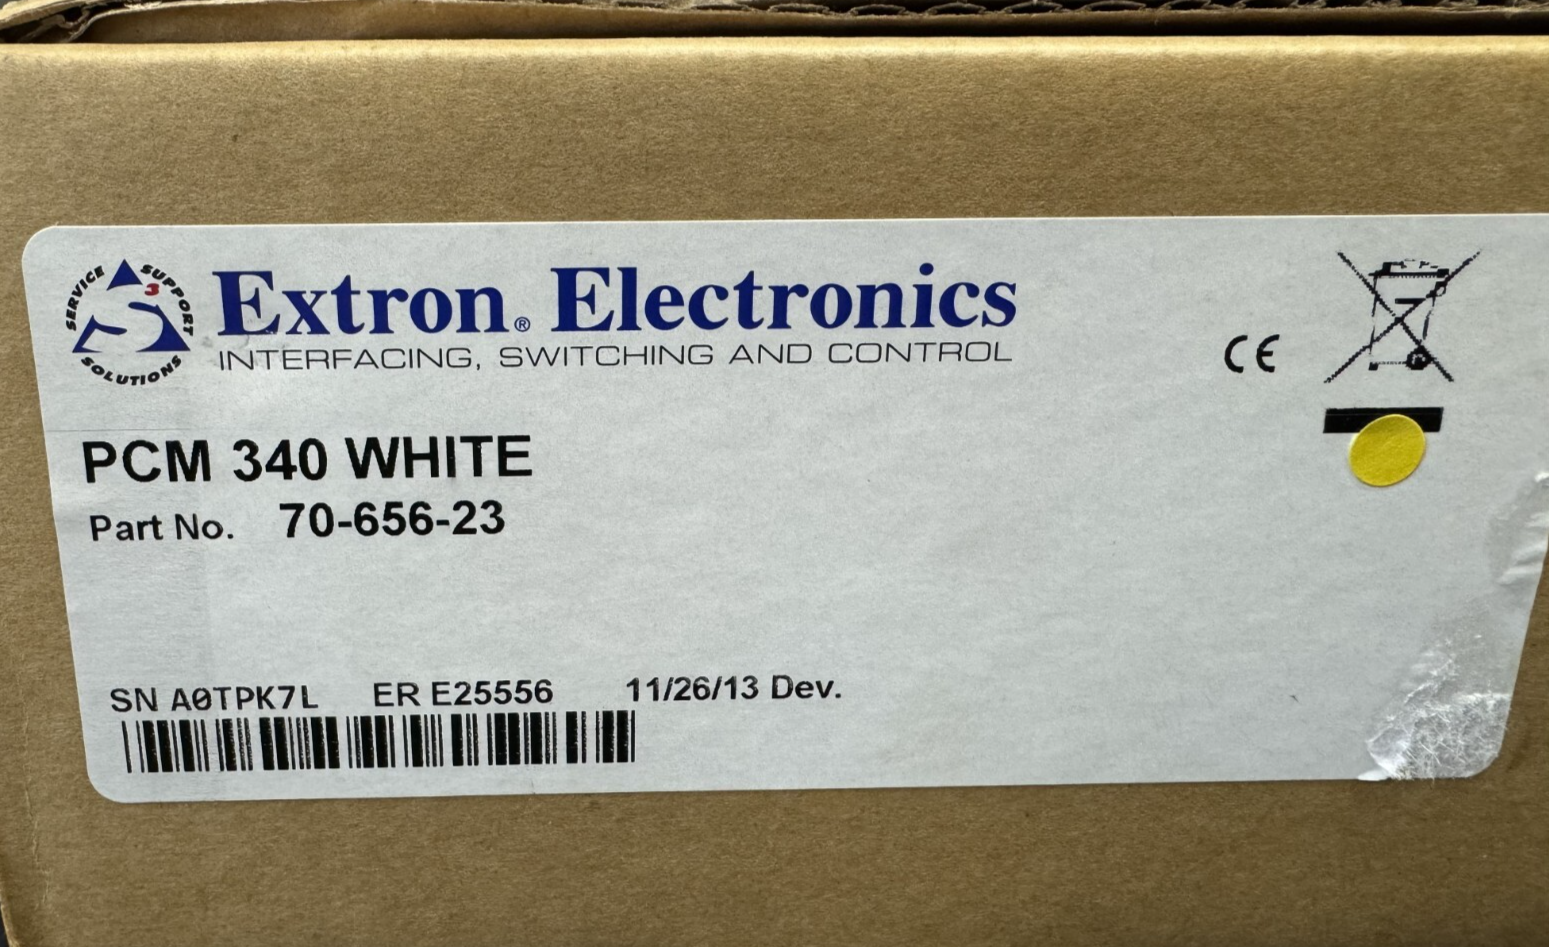 SERVICE SUPPORT SOLUTIONS
S3
Extron® Electronics
INTERFACING, SWITCHING AND CONTROL
CE
PCM 340 WHITE
Part No. 70-656-23
SN A0TPK7L ER E25556 11/26/13 Dev.